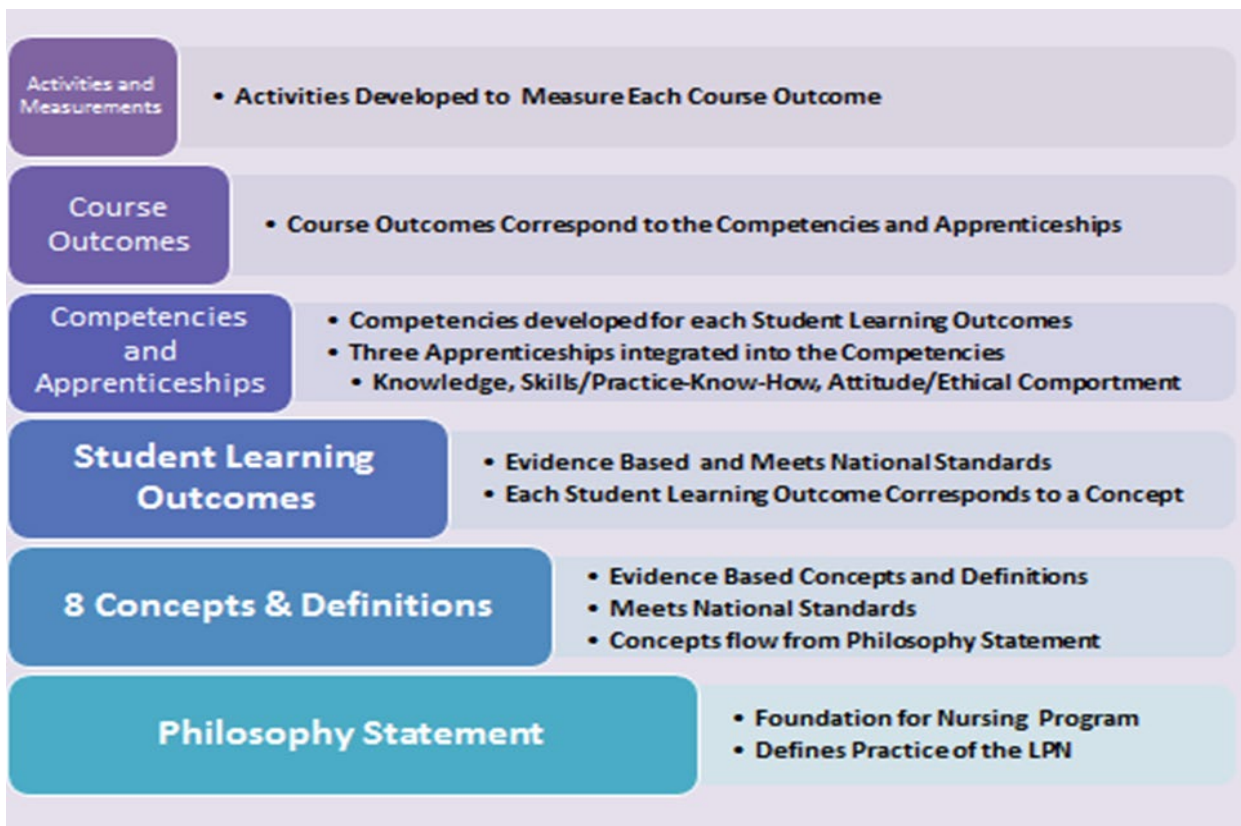 Activities and
Measurements
• Activities Developed to Measure Each Course Outcome
Course
Outcomes
• Course Outcomes Correspond to the Competencies and Apprenticeships
Competencies
and
Apprenticeships
• Competencies developed for each Student Learning Outcomes
• Three Apprenticeships integrated into the Competencies
• Knowledge, Skills/Practice-Know-How, Attitude/Ethical Comportment
Student Learning
Outcomes
• Evidence Based and Meets National Standards
• Each Student Learning Outcome Corresponds to a Concept
8 Concepts & Definitions
• Evidence Based Concepts and Definitions
• Meets National Standards
• Concepts flow from Philosophy Statement
Philosophy Statement
• Foundation for Nursing Program
• Defines Practice of the LPN